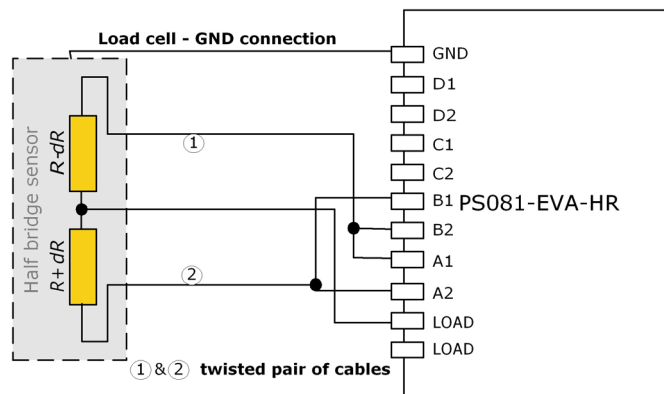 Load cell - GND connection
GND
D1
D2
C1
C2
B1
PS081-EVA-HR
B2
A1
A2
LOAD
LOAD
Half bridge sensor
R-dR
R+dR
1
2
1 & 2 twisted pair of cables